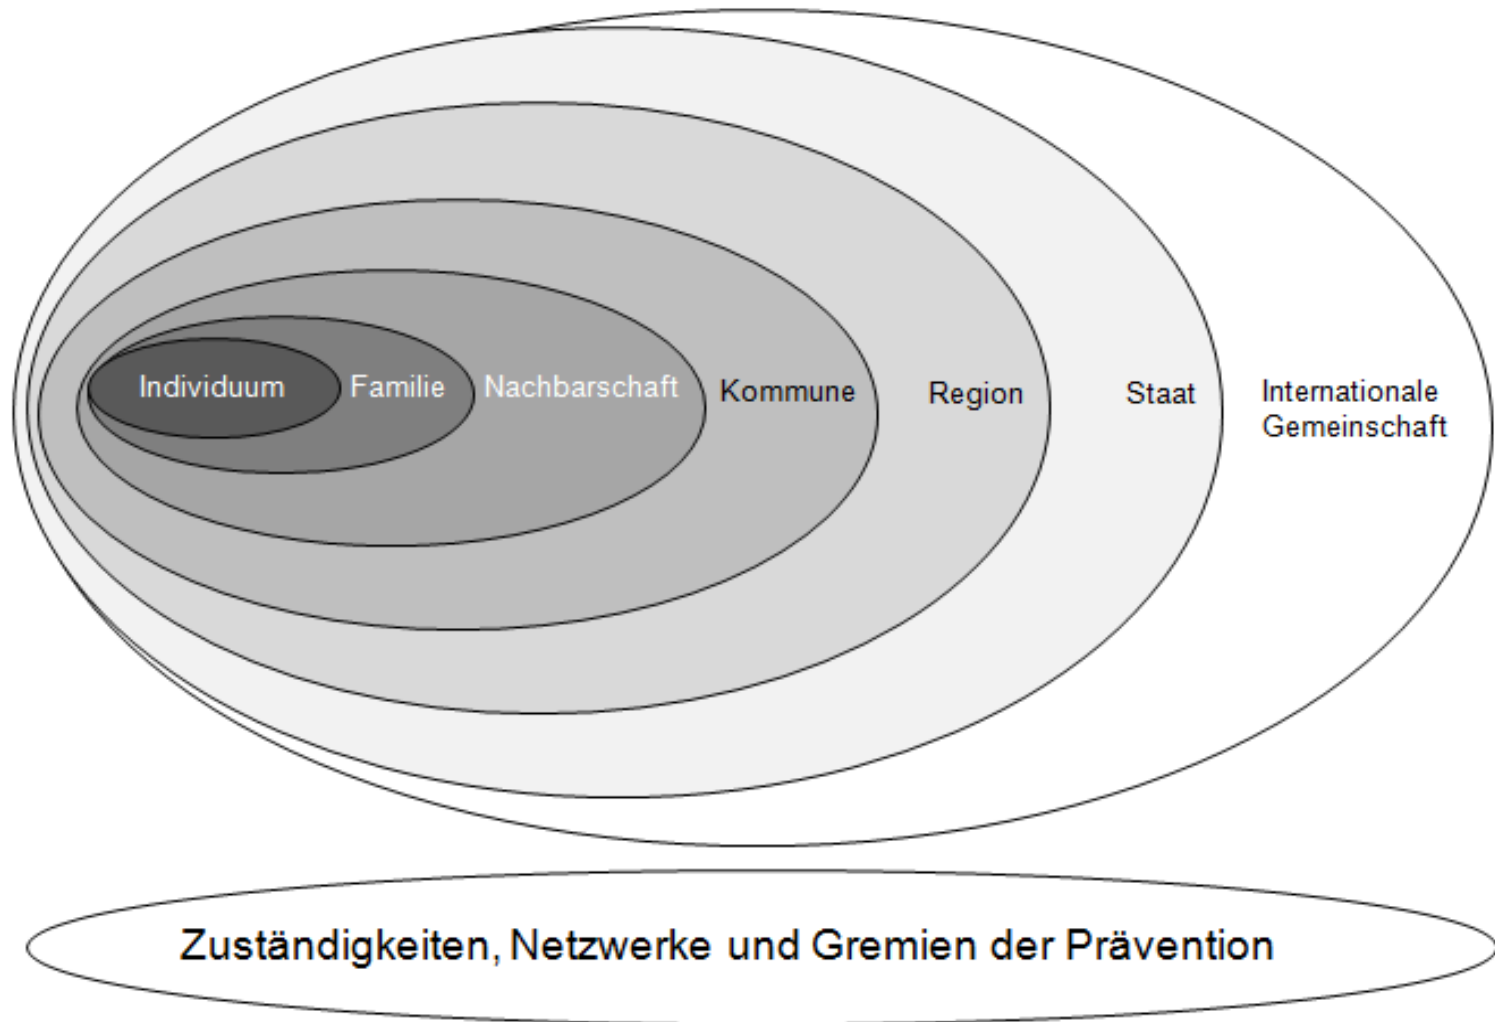 Individuum
Familie
Nachbarschaft
Kommune
Region
Staat
Internationale
Gemeinschaft
Zuständigkeiten, Netzwerke und Gremien der Prävention